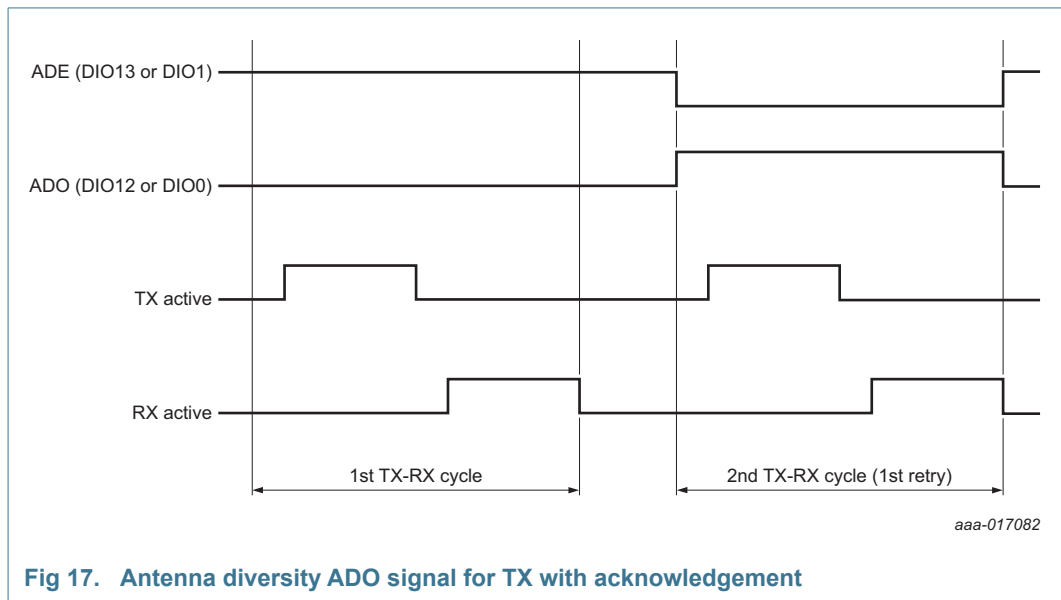 ADE (DIO13 or DIO1)
ADO (DIO12 or DIO0)
TX active
RX active
1st TX-RX cycle
2nd TX-RX cycle (1st retry)
aaa-017082
Fig 17. Antenna diversity ADO signal for TX with acknowledgement